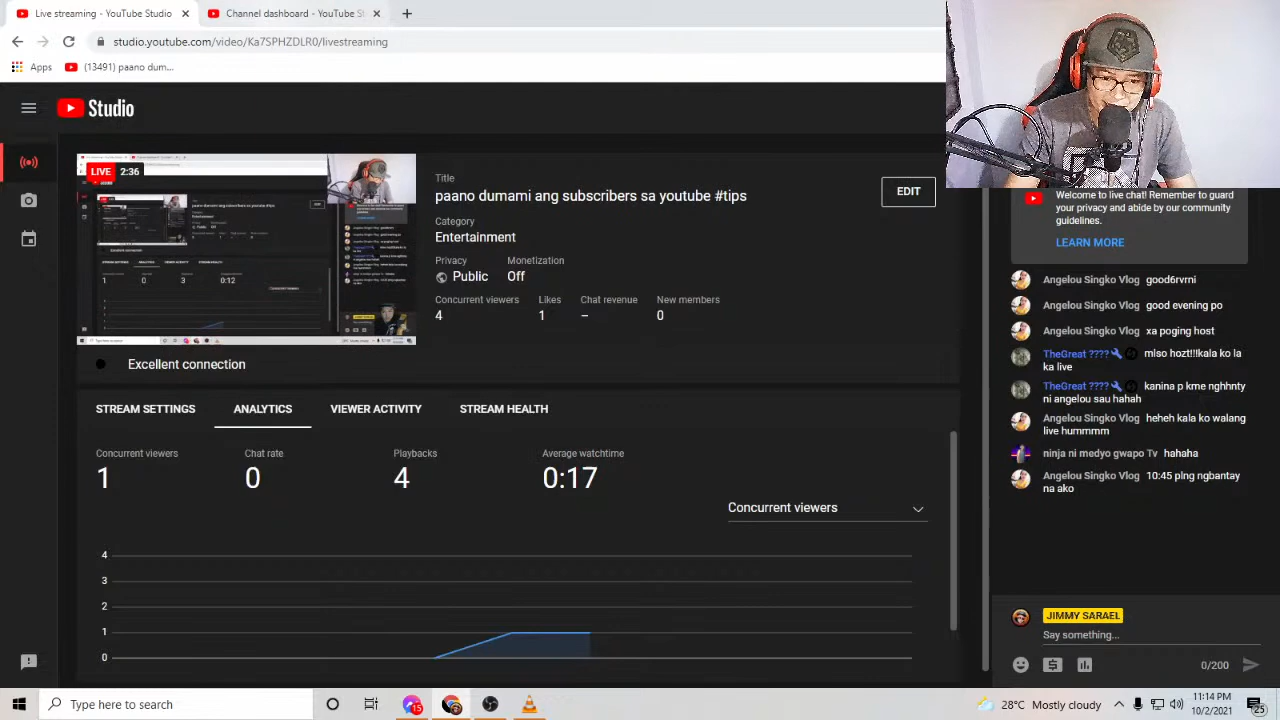 Live streaming - YouTube Studio
Channel dashboard - YouTube St
studio.youtube.com/video/Ka7SPHZDLR0/livestreaming
Apps
(13491) paano dum...
Studio
LIVE 2:36
Title
paano dumami ang subscribers sa youtube #tips
EDIT
Category
Entertainment
Privacy Monetization
Public Off
Concurrent viewers Likes Chat revenue New members
4 1 – 0
Excellent connection
STREAM SETTINGS ANALYTICS VIEWER ACTIVITY STREAM HEALTH
Concurrent viewers Chat rate Playbacks Average watchtime
1 0 4 0:17
Concurrent viewers
4
3
2
1
0
Welcome to live chat! Remember to guard
your privacy and abide by our community
guidelines.
LEARN MORE
Angelou Singko Vlog good6rvrni
Angelou Singko Vlog good evening po
Angelou Singko Vlog xa poging host
TheGreat ???? mlso hozt!!!kala ko la
ka live
TheGreat ???? kanina p kme nghhnty
ni angelou sau hahah
Angelou Singko Vlog heheh kala ko walang
live hummmm
ninja ni medyo gwapo Tv hahaha
Angelou Singko Vlog 10:45 plng ngbantay
na ako
JIMMY SARAEL
Say something...
0/200
Type here to search
15
28°C Mostly cloudy
11:14 PM
10/2/2021
25